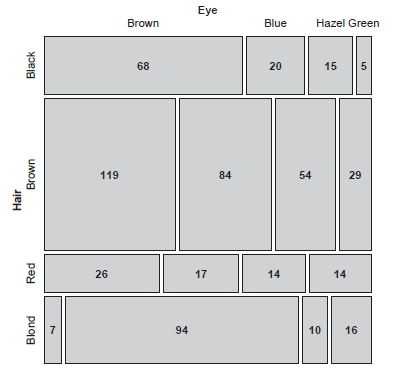 Eye
Brown Blue Hazel Green
Hair
Black
68 20 15 5
Brown
119 84 54 29
Red
26 17 14 14
Blond
7 94 10 16